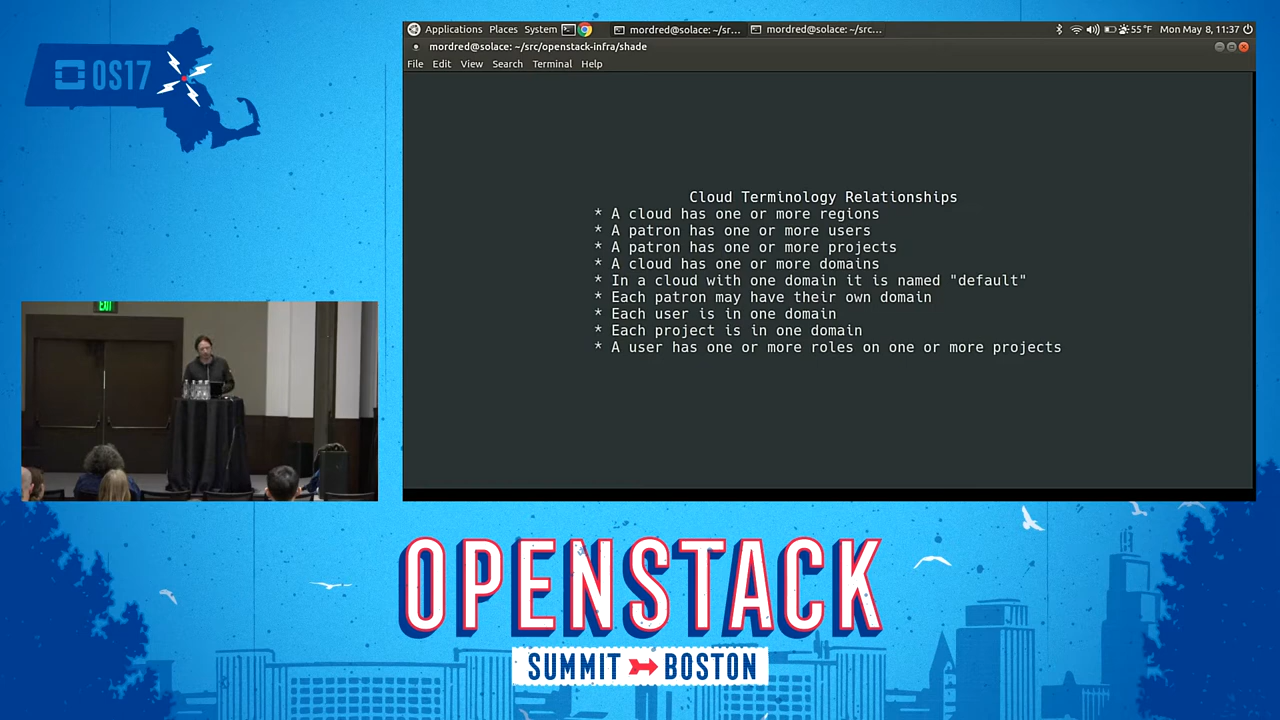 OS17
Applications Places System mordred@solace: ~/sr... mordred@solace: ~/src... 55 °F Mon May 8, 11:37
mordred@solace: ~/src/openstack-infra/shade
File Edit View Search Terminal Help
Cloud Terminology Relationships
* A cloud has one or more regions
* A patron has one or more users
* A patron has one or more projects
* A cloud has one or more domains
* In a cloud with one domain it is named "default"
* Each patron may have their own domain
* Each user is in one domain
* Each project is in one domain
* A user has one or more roles on one or more projects
EXIT
OPENSTACK
SUMMIT BOSTON